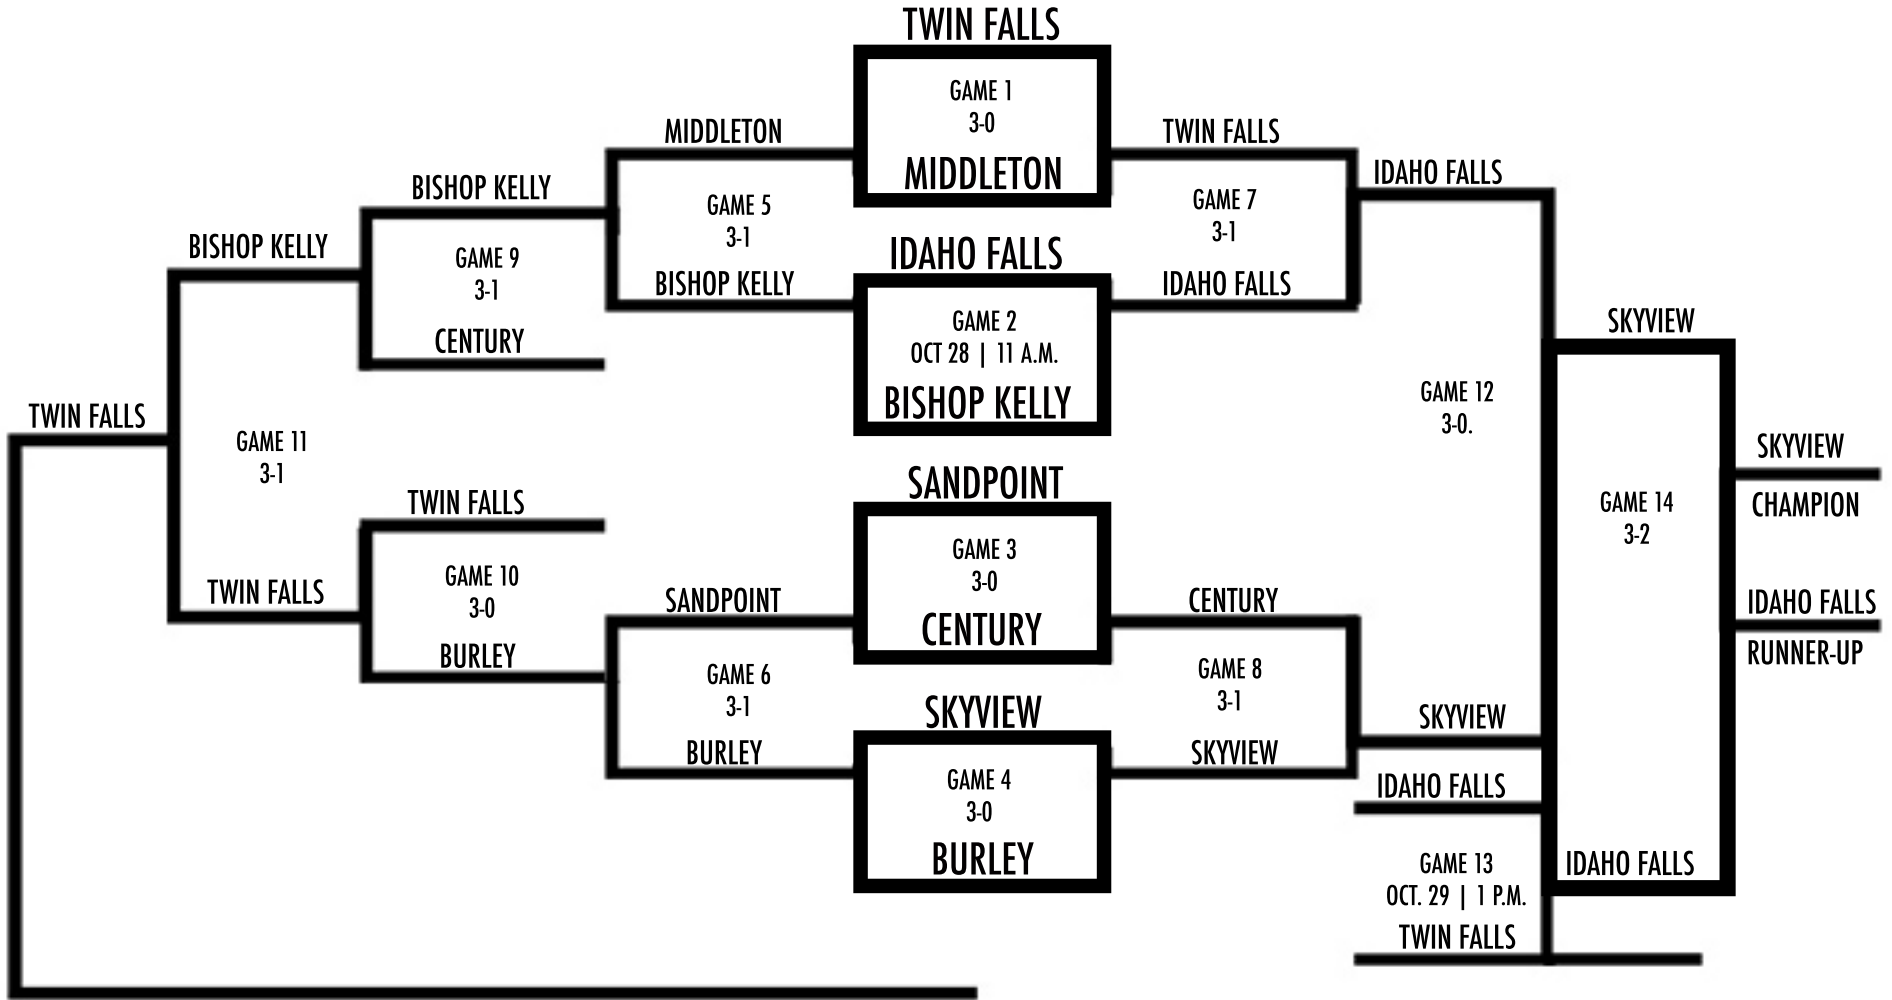 TWIN FALLS
GAME 1
3-0
MIDDLETON
MIDDLETON
TWIN FALLS
IDAHO FALLS
BISHOP KELLY
GAME 5
3-1
GAME 7
3-1
BISHOP KELLY
GAME 9
3-1
IDAHO FALLS
BISHOP KELLY
IDAHO FALLS
GAME 2
OCT 28 | 11 A.M.
BISHOP KELLY
CENTURY
SKYVIEW
GAME 12
3-0.
TWIN FALLS
GAME 11
3-1
SKYVIEW
CHAMPION
SANDPOINT
GAME 3
3-0
CENTURY
TWIN FALLS
GAME 14
3-2
GAME 10
3-0
TWIN FALLS
SANDPOINT
CENTURY
IDAHO FALLS
RUNNER-UP
BURLEY
GAME 6
3-1
GAME 8
3-1
SKYVIEW
SKYVIEW
BURLEY
SKYVIEW
GAME 4
3-0
BURLEY
IDAHO FALLS
GAME 13
OCT. 29 | 1 P.M.
IDAHO FALLS
TWIN FALLS